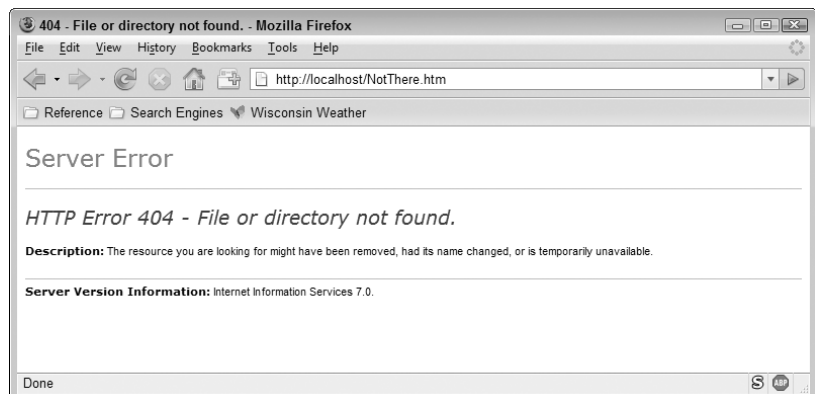 404 - File or directory not found. - Mozilla Firefox
File Edit View History Bookmarks Tools Help
http://localhost/NotThere.htm
Reference Search Engines Wisconsin Weather
Server Error
HTTP Error 404 - File or directory not found.
Description: The resource you are looking for might have been removed, had its name changed, or is temporarily unavailable.
Server Version Information: Internet Information Services 7.0.
Done S ABP